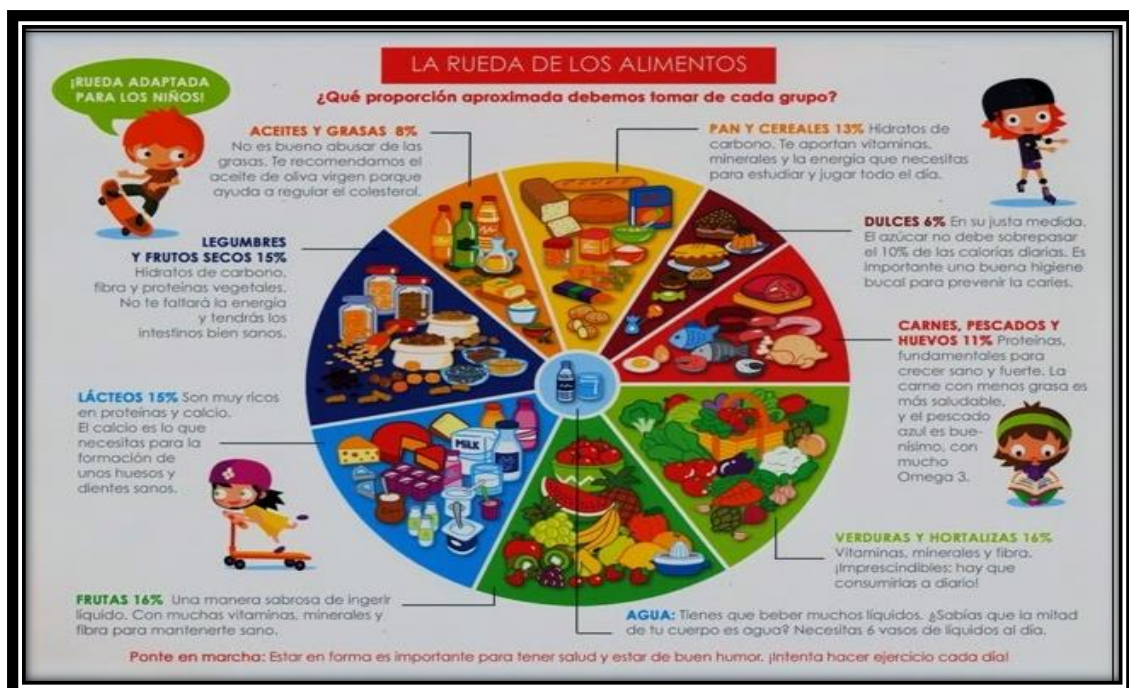 LA RUEDA DE LOS ALIMENTOS
¿Qué proporción aproximada debemos tomar de cada grupo?
¡RUEDA ADAPTADA
PARA LOS NIÑOS!
ACEITES Y GRASAS 8%
No es bueno abusar de las
grasas. Te recomendamos el
aceite de oliva virgen porque
ayuda a regular el colesterol.
PAN Y CEREALES 13% Hidratos de
carbono. Te aportan vitaminas,
minerales y la energía que necesitas
para estudiar y jugar todo el día.
DULCES 6% En su justa medida.
El azúcar no debe sobrepasar
el 10% de las calorías diarias. Es
importante una buena higiene
bucal para prevenir la caries.
LEGUMBRES
Y FRUTOS SECOS 15%
Hidratos de carbono,
fibra y proteínas vegetales.
No te faltará la energía
y tendrás los
intestinos bien sanos.
CARNES, PESCADOS Y
HUEVOS 11% Proteínas,
fundamentales para
crecer sano y fuerte. La
carne con menos grasa es
más saludable,
y el pescado
azul es bue-
nísimo, con
mucho
Omega 3.
LÁCTEOS 15% Son muy ricos
en proteínas y calcio.
El calcio es lo que
necesitas para la
formación de
unos huesos y
dientes sanos.
MILK
VERDURAS Y HORTALIZAS 16%
Vitaminas, minerales y fibra.
¡Imprescindibles: hay que
consumirlas a diario!
FRUTAS 16% Una manera sabrosa de ingerir
líquido. Con muchas vitaminas, minerales y
fibra para mantenerte sano.
AGUA: Tienes que beber muchos líquidos. ¿Sabías que la mitad
de tu cuerpo es agua? Necesitas 6 vasos de líquidos al día.
Ponte en marcha: Estar en forma es importante para tener salud y estar de buen humor. ¡Intenta hacer ejercicio cada día!